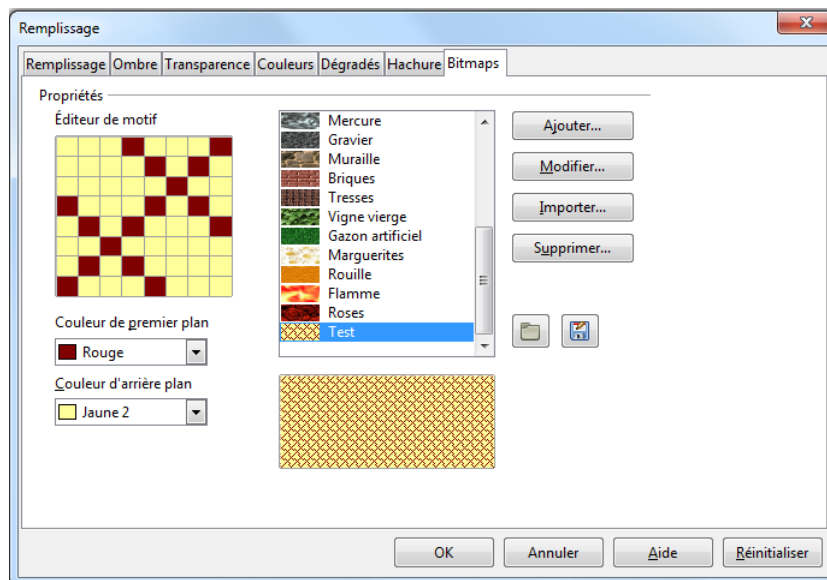 Remplissage
Remplissage Ombre Transparence Couleurs Dégradés Hachure Bitmaps
Propriétés
Éditeur de motif
Couleur de premier plan
Rouge
Couleur d'arrière plan
Jaune 2
Mercure
Gravier
Muraille
Briques
Tresses
Vigne vierge
Gazon artificiel
Marguerites
Rouille
Flamme
Roses
Test
Ajouter...
Modifier...
Importer...
Supprimer...
OK Annuler Aide Réinitialiser